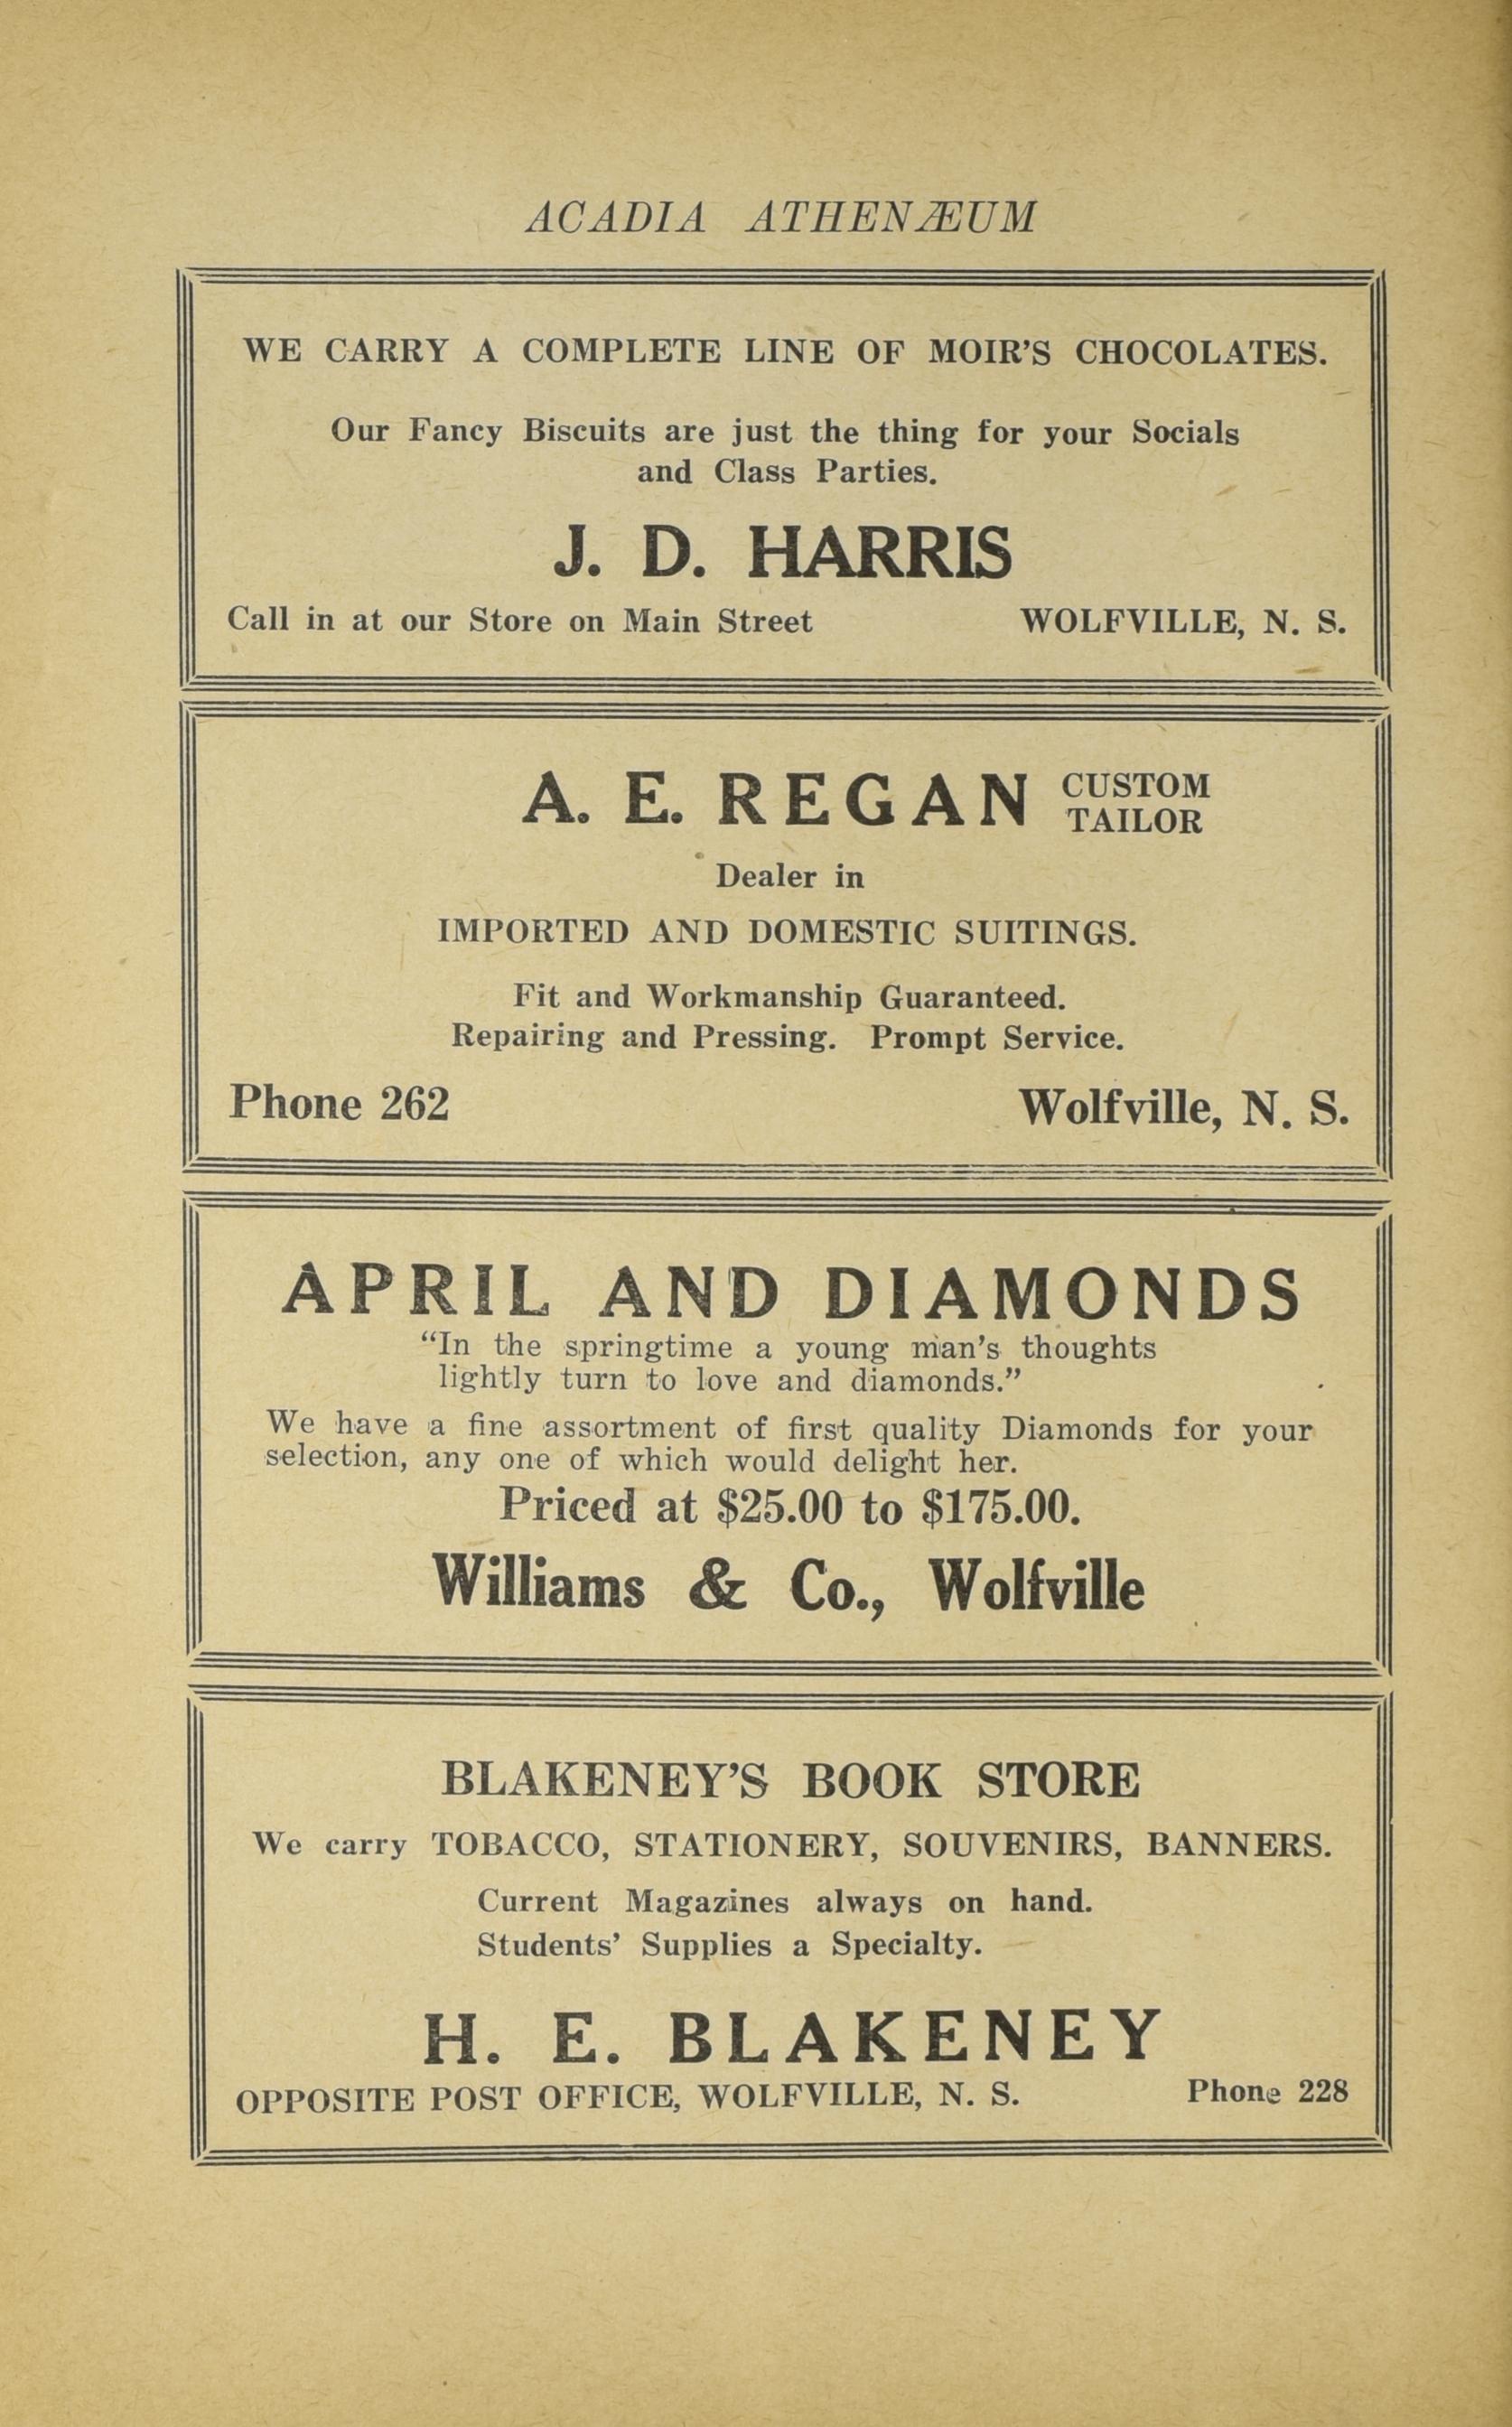 ACADIA ATHENÆUM
WE CARRY A COMPLETE LINE OF MOIR'S CHOCOLATES.
Our Fancy Biscuits are just the thing for your Socials
and Class Parties.
J. D. HARRIS
Call in at our Store on Main Street WOLFVILLE, N. S.
A. E. REGAN CUSTOM TAILOR
Dealer in
IMPORTED AND DOMESTIC SUITINGS.
Fit and Workmanship Guaranteed.
Repairing and Pressing. Prompt Service.
Phone 262 Wolfville, N. S.
APRIL AND DIAMONDS
“In the springtime a young man's thoughts
lightly turn to love and diamonds.”
We have a fine assortment of first quality Diamonds for your
selection, any one of which would delight her.
Priced at $25.00 to $175.00.
Williams & Co., Wolfville
BLAKENEY'S BOOK STORE
We carry TOBACCO, STATIONERY, SOUVENIRS, BANNERS.
Current Magazines always on hand.
Students' Supplies a Specialty.
H. E. BLAKENEY
OPPOSITE POST OFFICE, WOLFVILLE, N. S. Phone 228